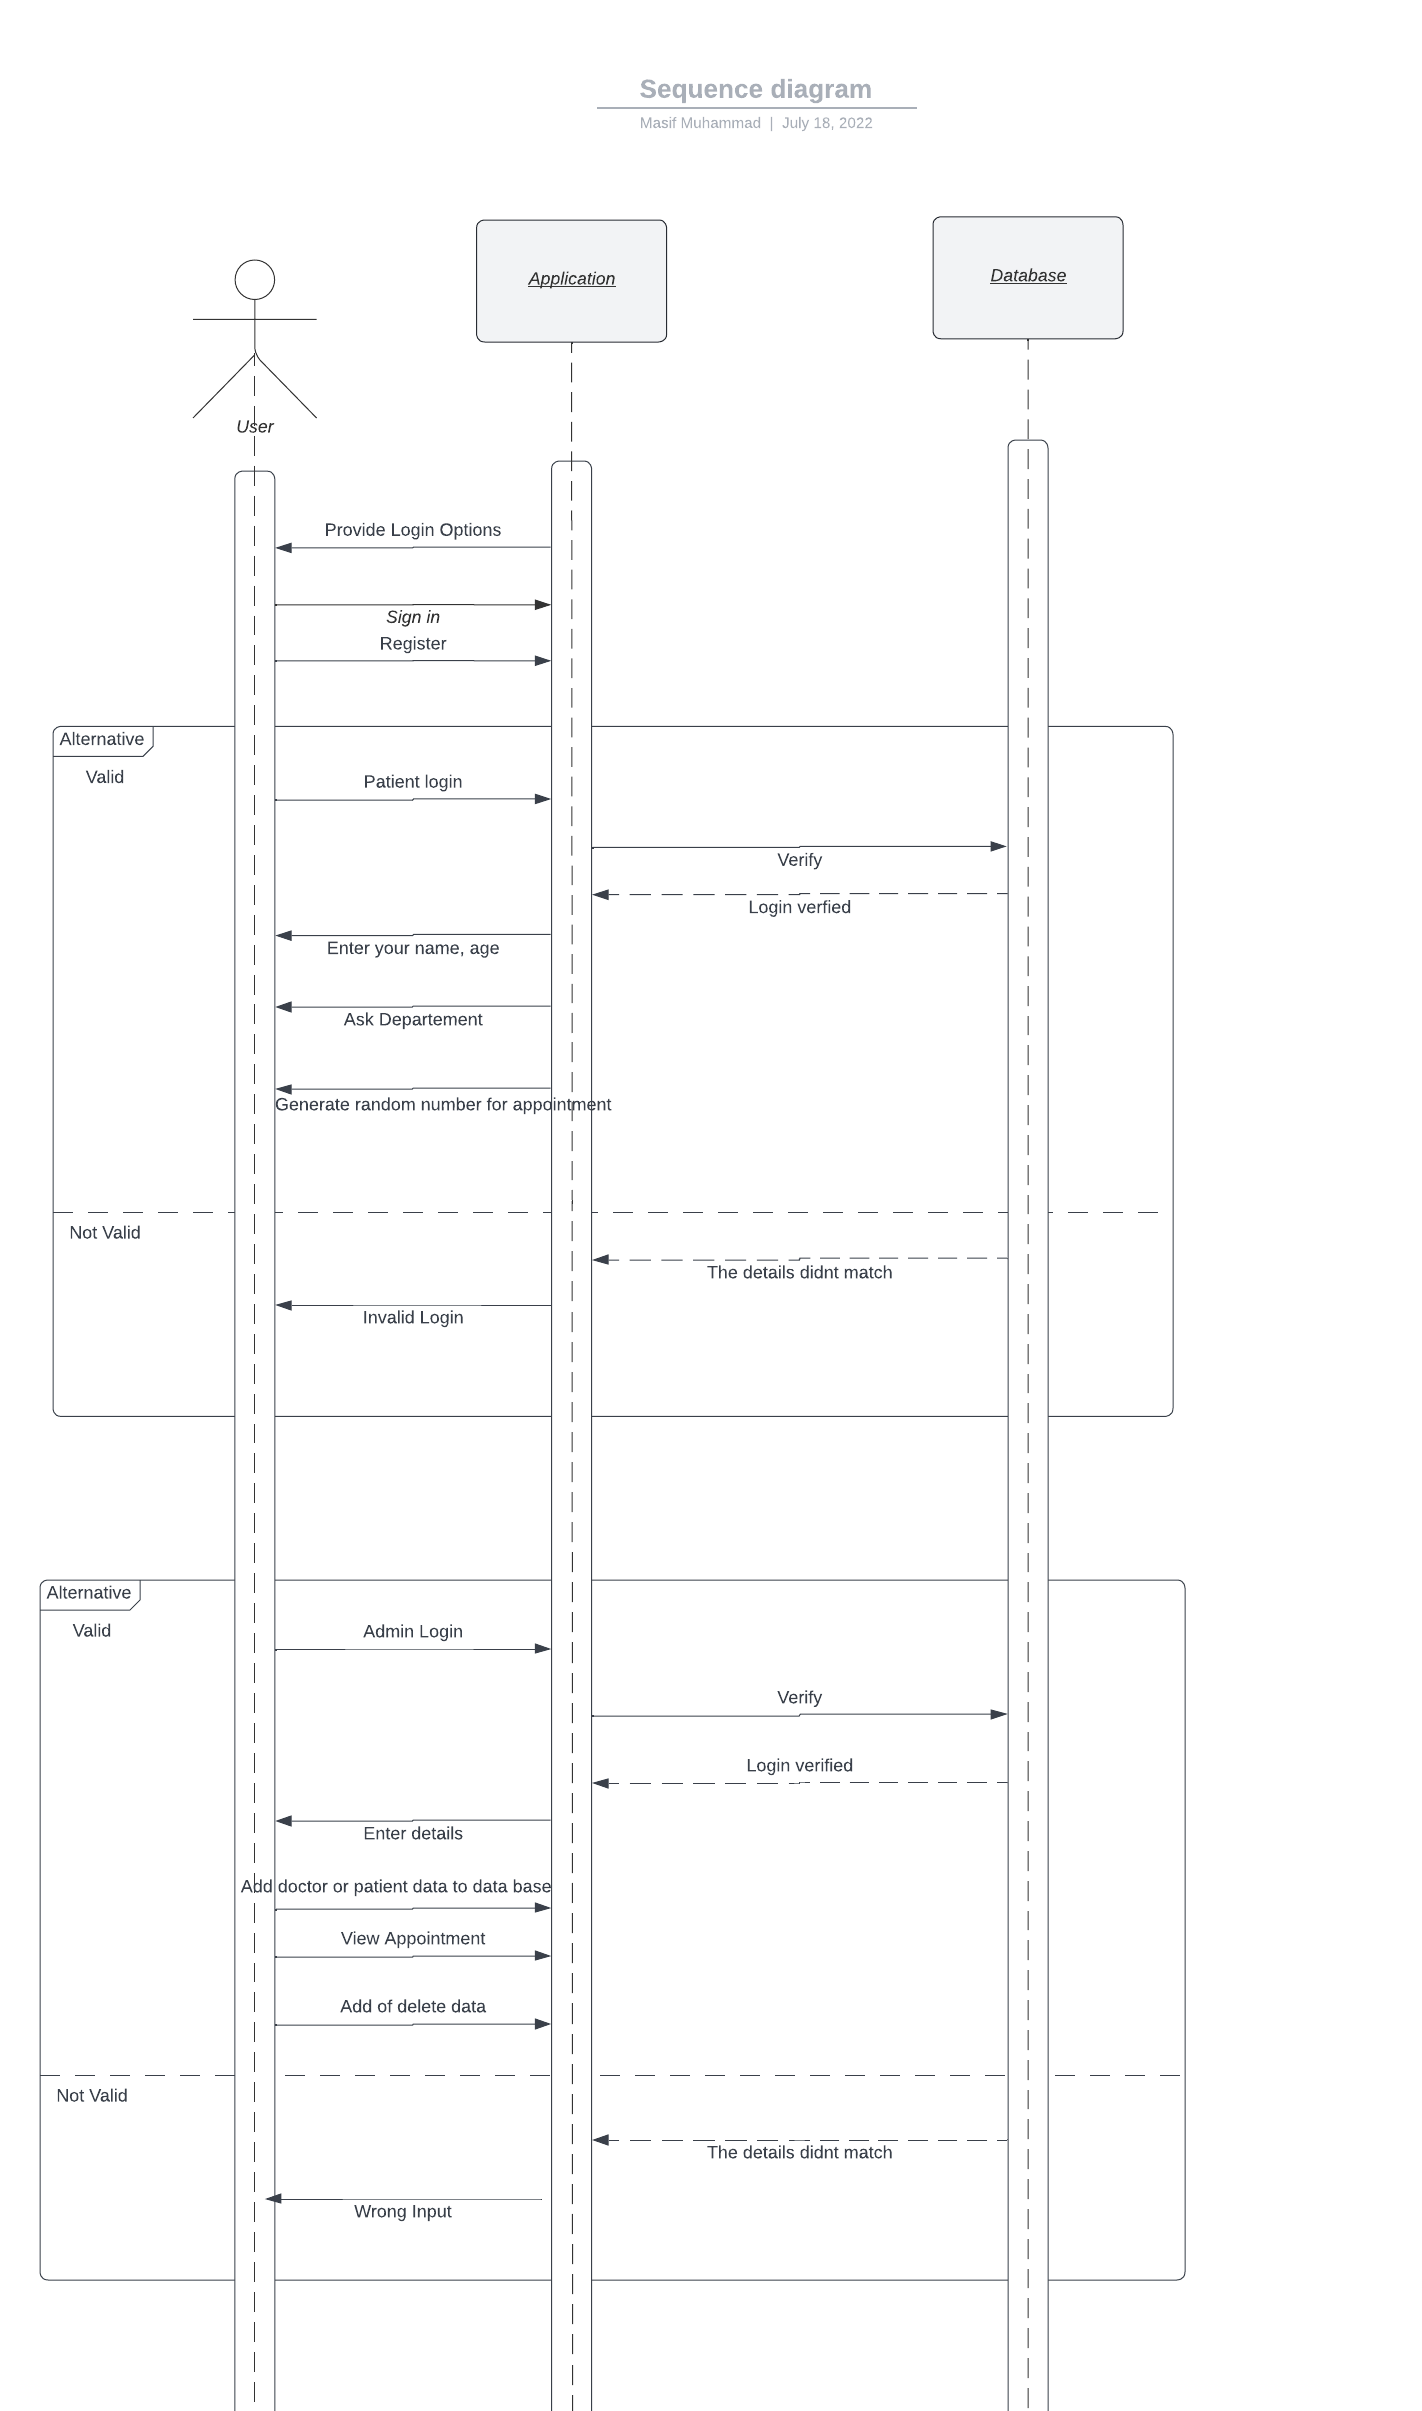 Sequence diagram
Masif Muhammad | July 18, 2022
Application
Database
User
Provide Login Options
Sign in
Register
Alternative
Valid
Patient login
Verify
Login verfied
Enter your name, age
Ask Departement
Generate random number for appointment
Not Valid
The details didnt match
Invalid Login
Alternative
Valid
Admin Login
Verify
Login verified
Enter details
Add doctor or patient data to data base
View Appointment
Add of delete data
Not Valid
The details didnt match
Wrong Input